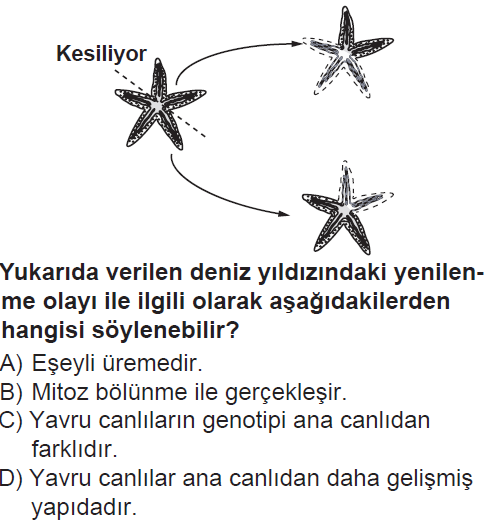 Kesiliyor
Yukarıda verilen deniz yıldızındaki yenilen-
me olayı ile ilgili olarak aşağıdakilerden
hangisi söylenebilir?
A) Eşeyli üremedir.
B) Mitoz bölünme ile gerçekleşir.
C) Yavru canlıların genotipi ana canlıdan
farklıdır.
D) Yavru canlılar ana canlıdan daha gelişmiş
yapıdadır.